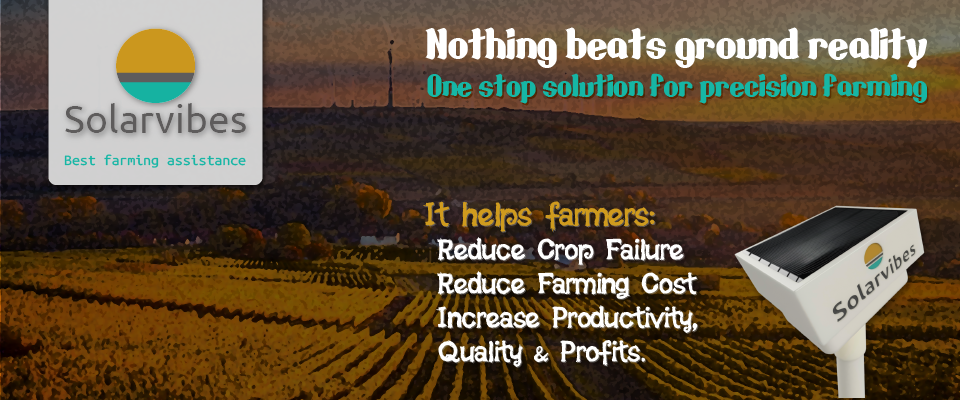 Solarvibes
Best farming assistance
Nothing beats ground reality
One stop solution for precision farming
It helps farmers:
Reduce Crop Failure
Reduce Farming Cost
Increase Productivity,
Quality & Profits.
Solarvibes